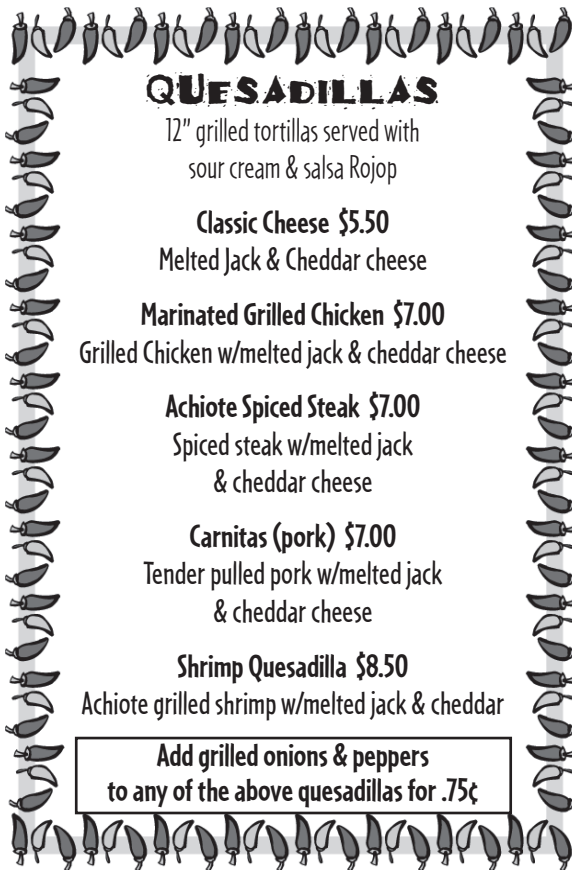 QUESADILLAS
12" grilled tortillas served with
sour cream & salsa Rojop
Classic Cheese $5.50
Melted Jack & Cheddar cheese
Marinated Grilled Chicken $7.00
Grilled Chicken w/melted jack & cheddar cheese
Achiote Spiced Steak $7.00
Spiced steak w/melted jack
& cheddar cheese
Carnitas (pork) $7.00
Tender pulled pork w/melted jack
& cheddar cheese
Shrimp Quesadilla $8.50
Achiote grilled shrimp w/melted jack & cheddar
Add grilled onions & peppers
to any of the above quesadillas for .75¢